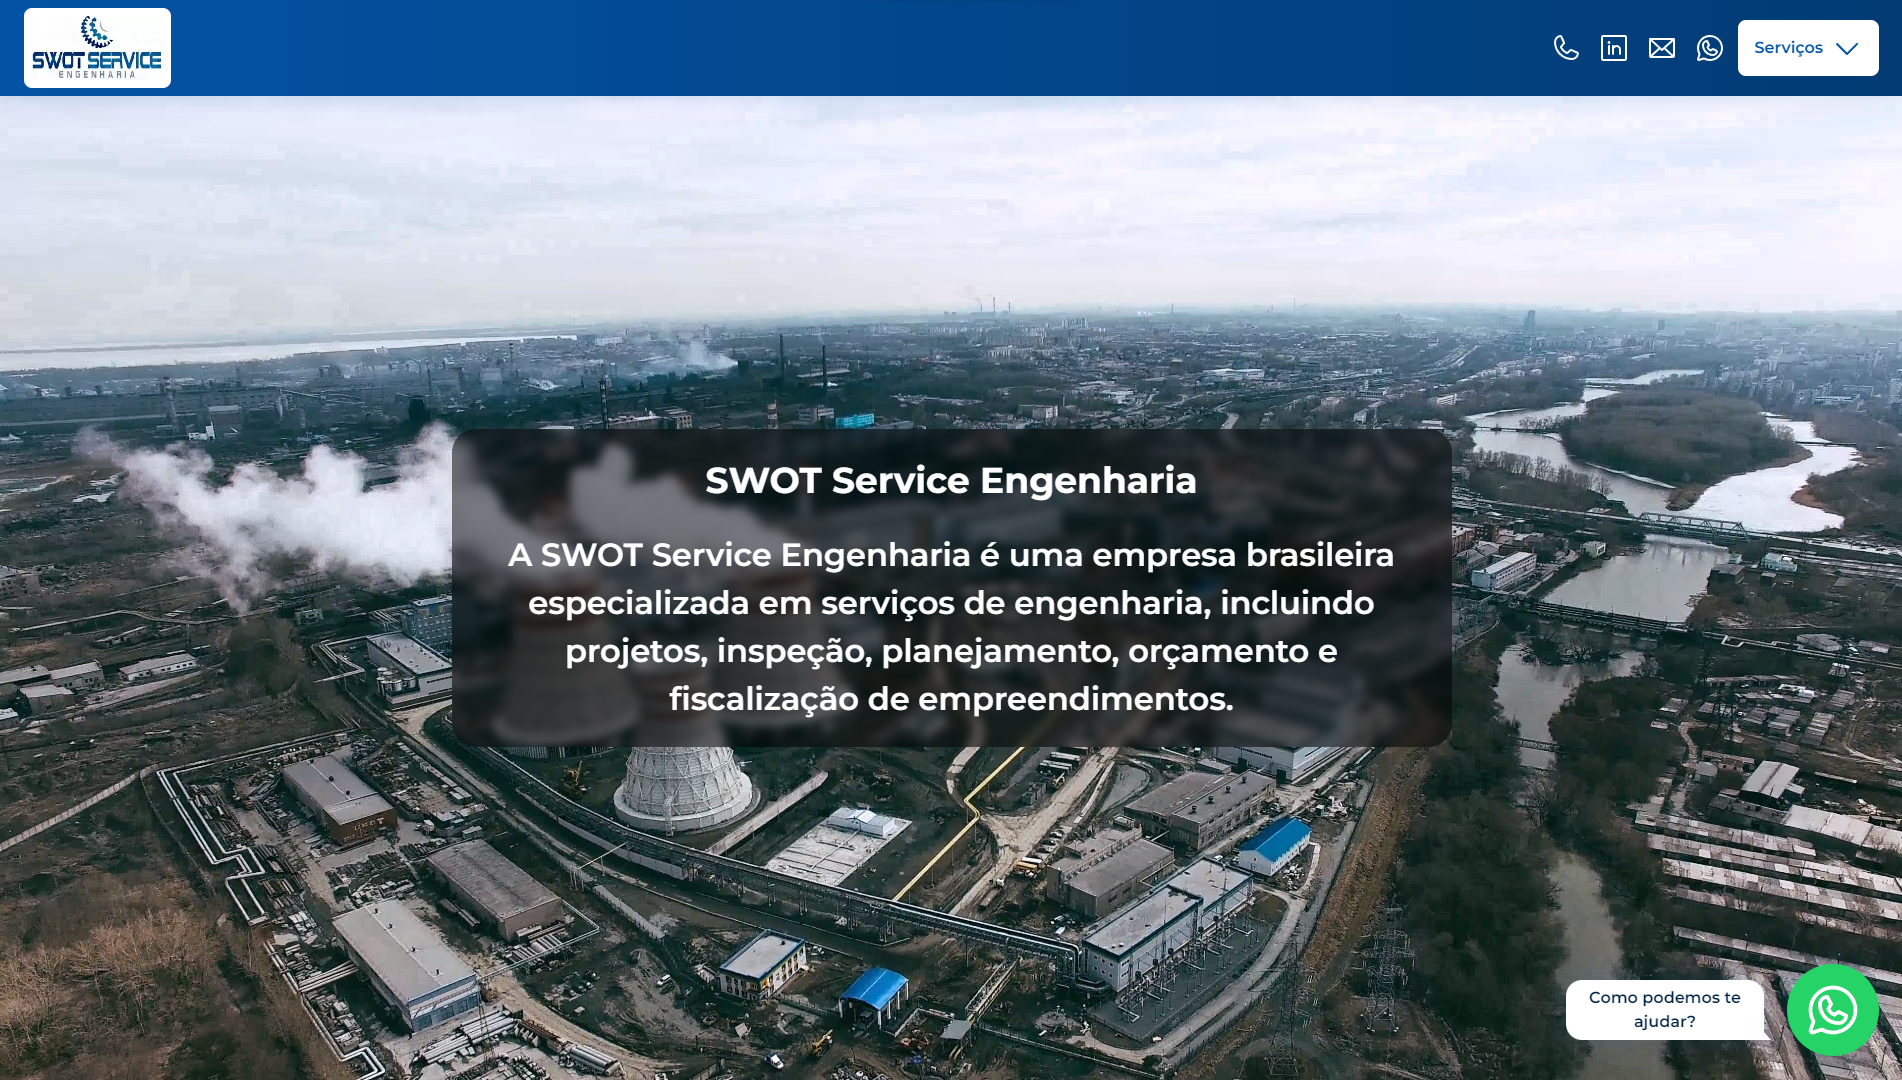 SWOT SERVICE
ENGENHARIA
Serviços
SWOT Service Engenharia
A SWOT Service Engenharia é uma empresa brasileira
especializada em serviços de engenharia, incluindo
projetos, inspeção, planejamento, orçamento e
fiscalização de empreendimentos.
Como podemos te
ajudar?